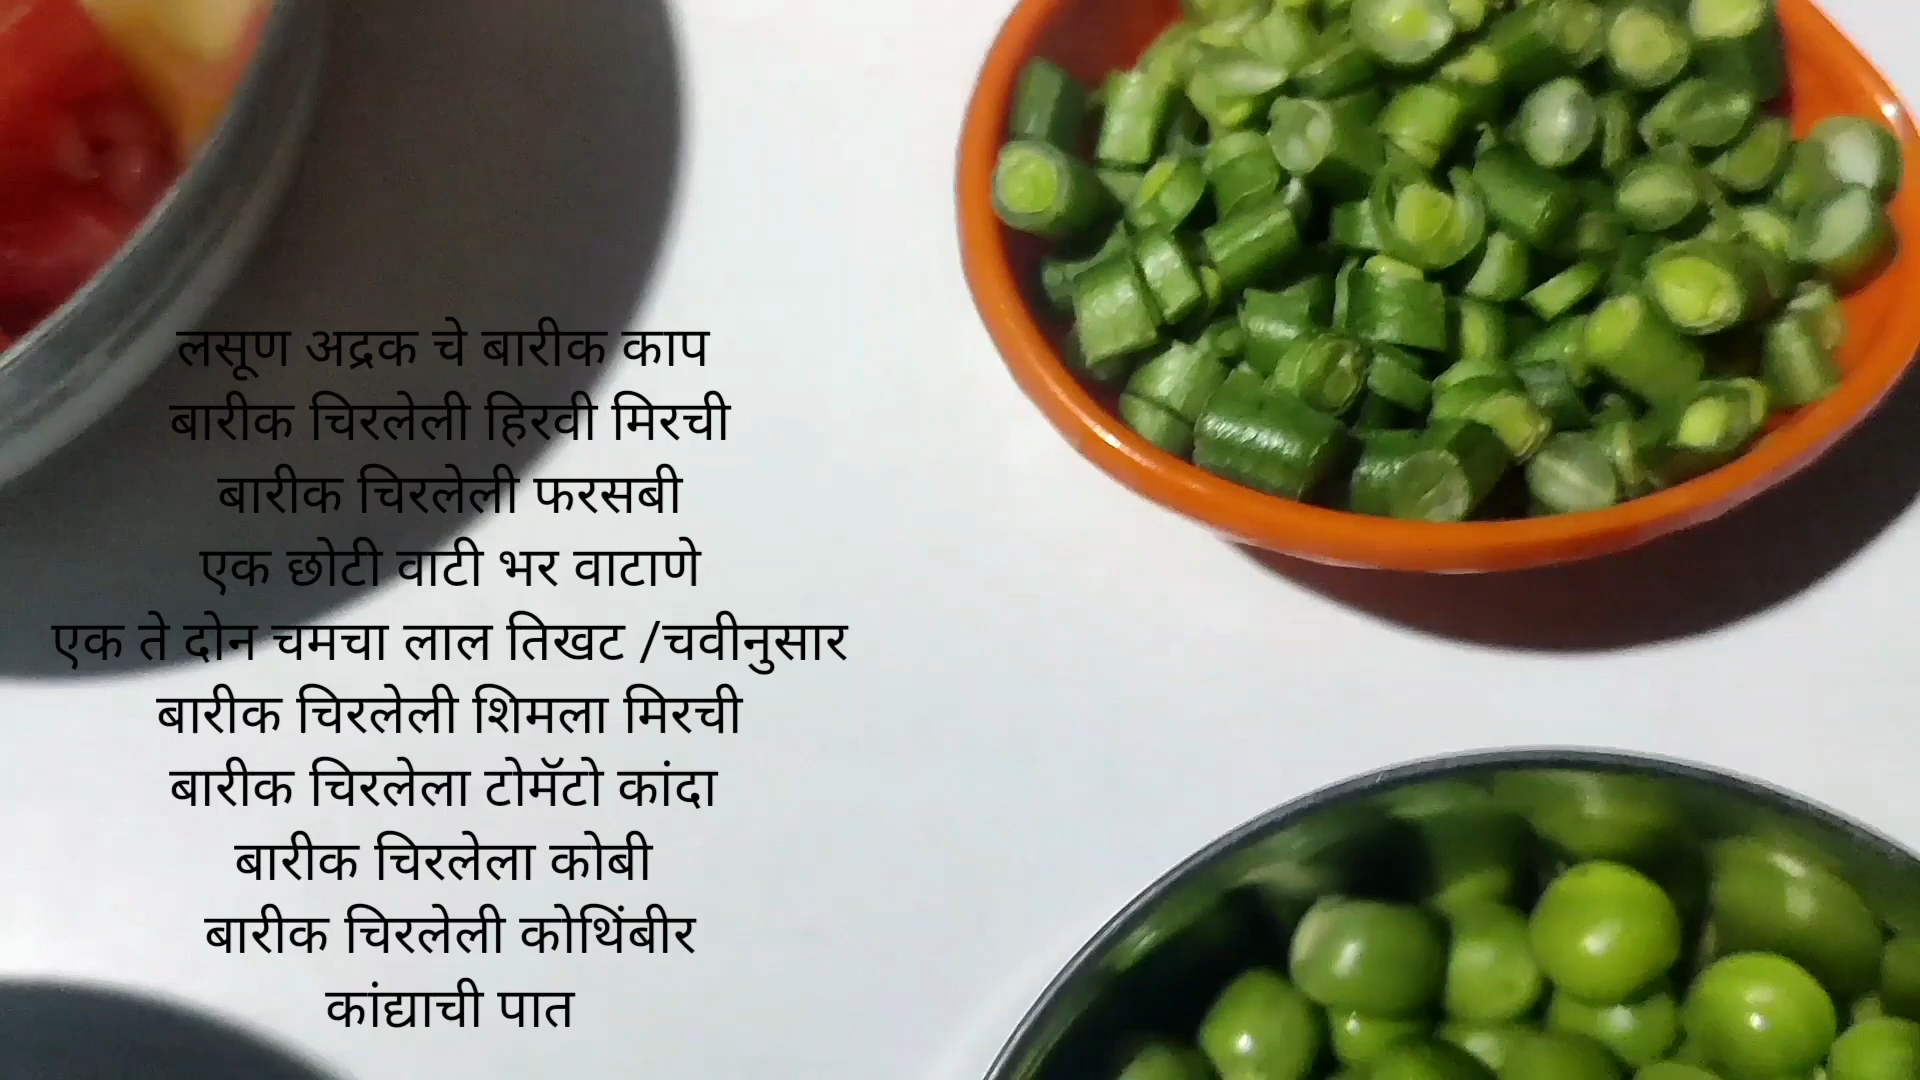 लसूण अद्रक चे बारीक काप
बारीक चिरलेली हिरवी मिरची
बारीक चिरलेली फरसबी
एक छोटी वाटी भर वाटाणे
एक ते दोन चमचा लाल तिखट /चवीनुसार
बारीक चिरलेली शिमला मिरची
बारीक चिरलेला टोमॅटो कांदा
बारीक चिरलेला कोबी
बारीक चिरलेली कोथिंबीर
कांद्याची पात